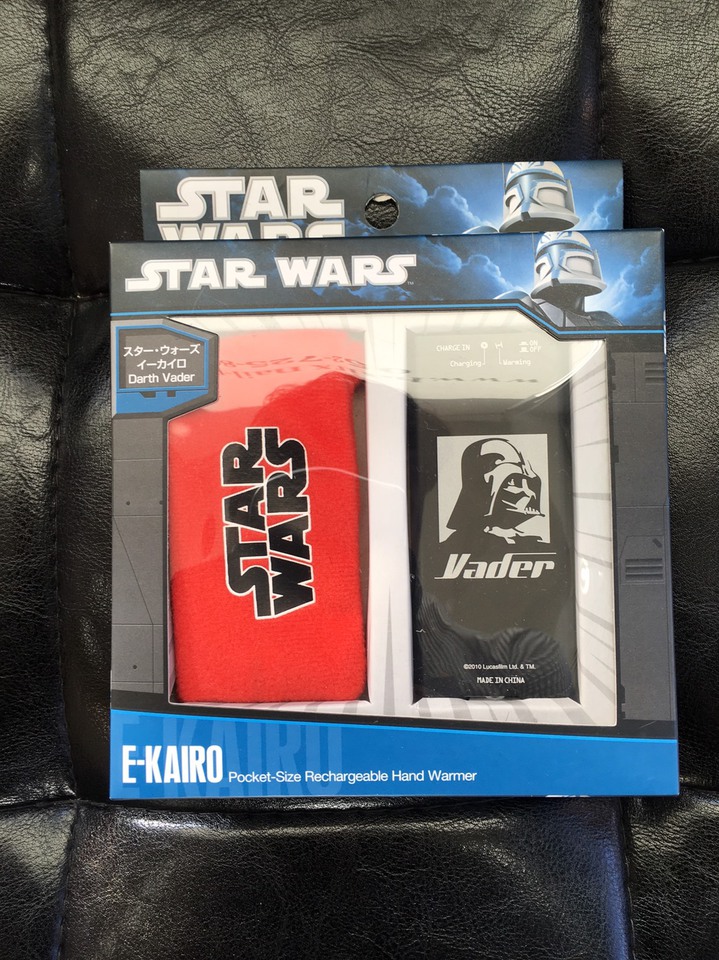 STAR
WARS
STAR WARS™
スター・ウォーズ
イーカイロ
Darth Vader
STAR
WARS
CHARGE IN
ON
OFF
Charging
Warming
Vader
©2010 Lucasfilm Ltd. & TM.
MADE IN CHINA
E-KAIRO
E-KAIRO Pocket-Size Rechargeable Hand Warmer